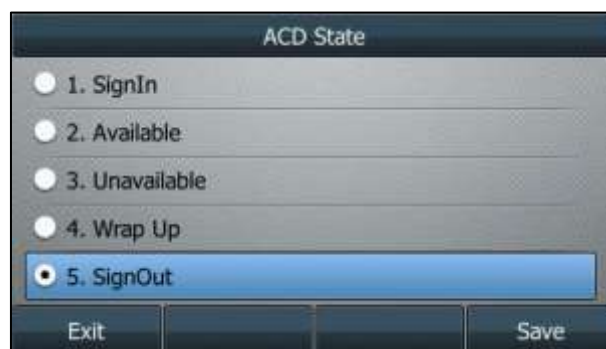 ACD State
1. SignIn
2. Available
3. Unavailable
4. Wrap Up
5. SignOut
Exit Save